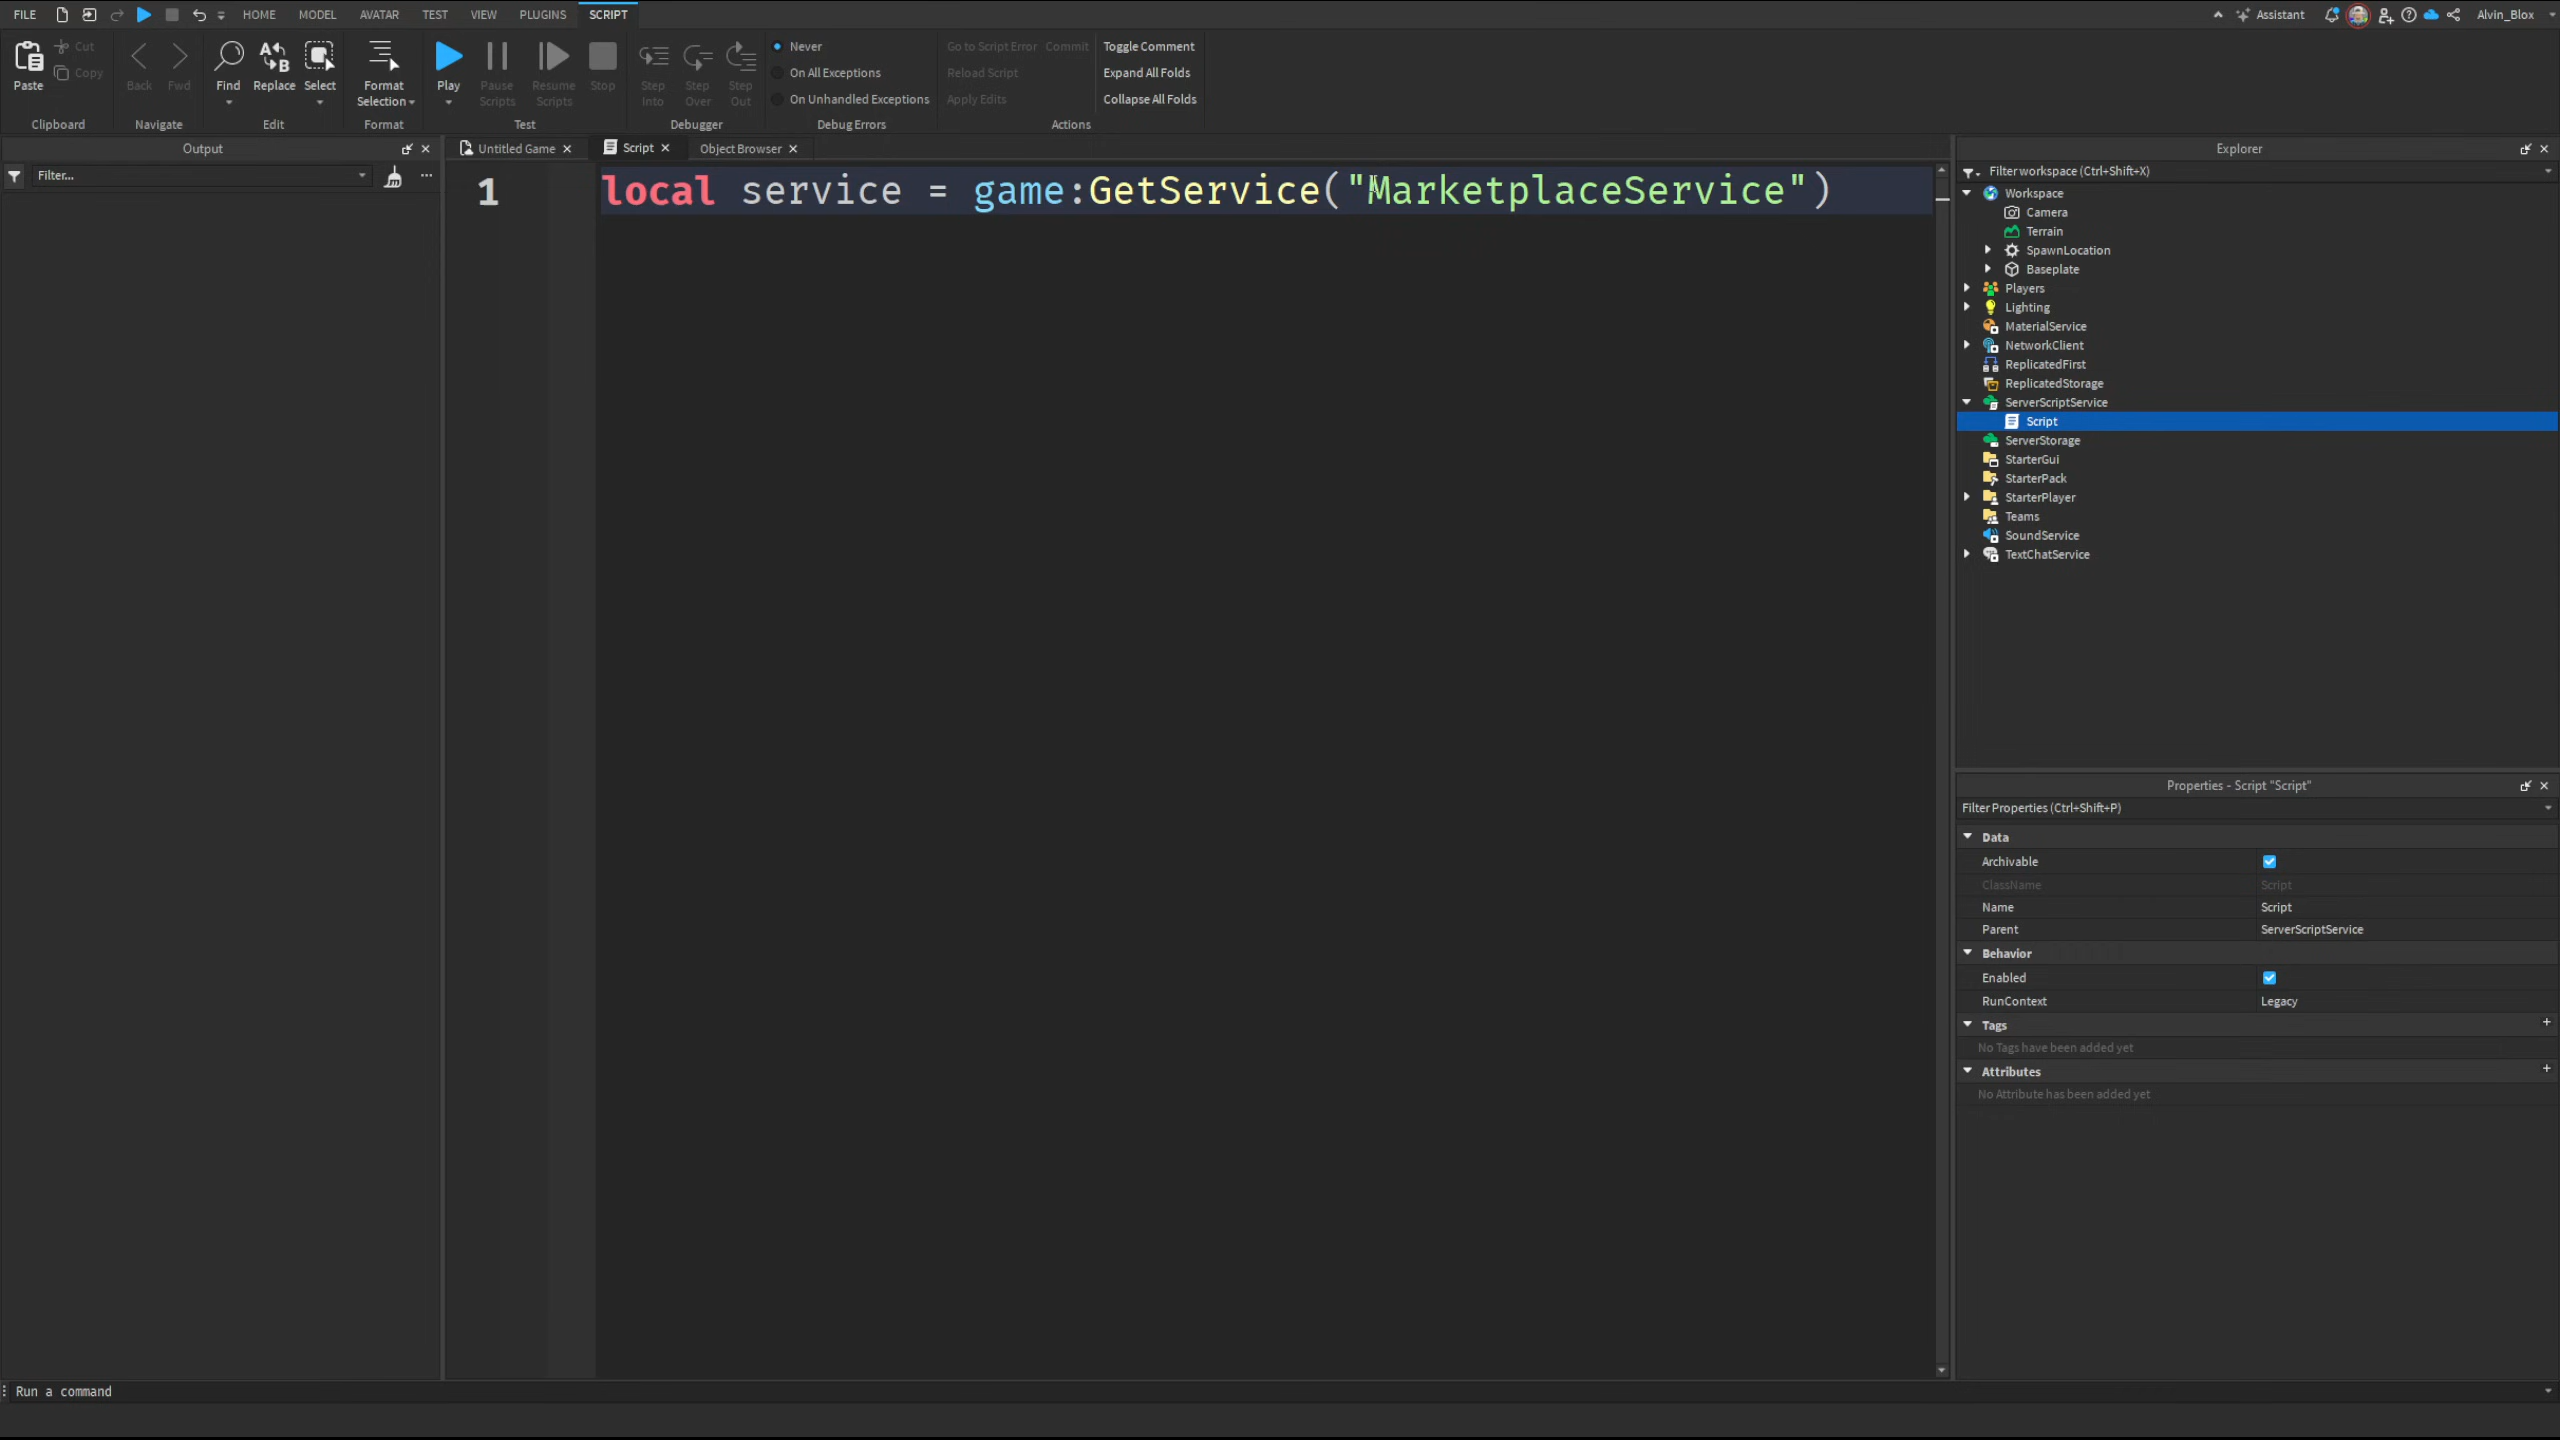 FILE HOME MODEL AVATAR TEST VIEW PLUGINS SCRIPT Assistant Alvin_Blox
Paste Cut Copy Clipboard
Back Fwd Navigate
Find Replace Select Edit
Format Selection Format
Play Pause Scripts Resume Scripts Stop Test
Step Into Step Over Step Out Debugger
Never
On All Exceptions
On Unhandled Exceptions
Debug Errors
Go to Script Error Commit
Reload Script
Apply Edits
Toggle Comment
Expand All Folds
Collapse All Folds
Actions
Output
Filter...
Untitled Game Script Object Browser
1 local service = game:GetService("MarketplaceService")
Explorer
Filter workspace (Ctrl+Shift+X)
Workspace
Camera
Terrain
SpawnLocation
Baseplate
Players
Lighting
MaterialService
NetworkClient
ReplicatedFirst
ReplicatedStorage
ServerScriptService
Script
ServerStorage
StarterGui
StarterPack
StarterPlayer
Teams
SoundService
TextChatService
Properties - Script "Script"
Filter Properties (Ctrl+Shift+P)
Data
Archivable
ClassName Script
Name Script
Parent ServerScriptService
Behavior
Enabled
RunContext Legacy
Tags
No Tags have been added yet
Attributes
No Attribute has been added yet
Run a command